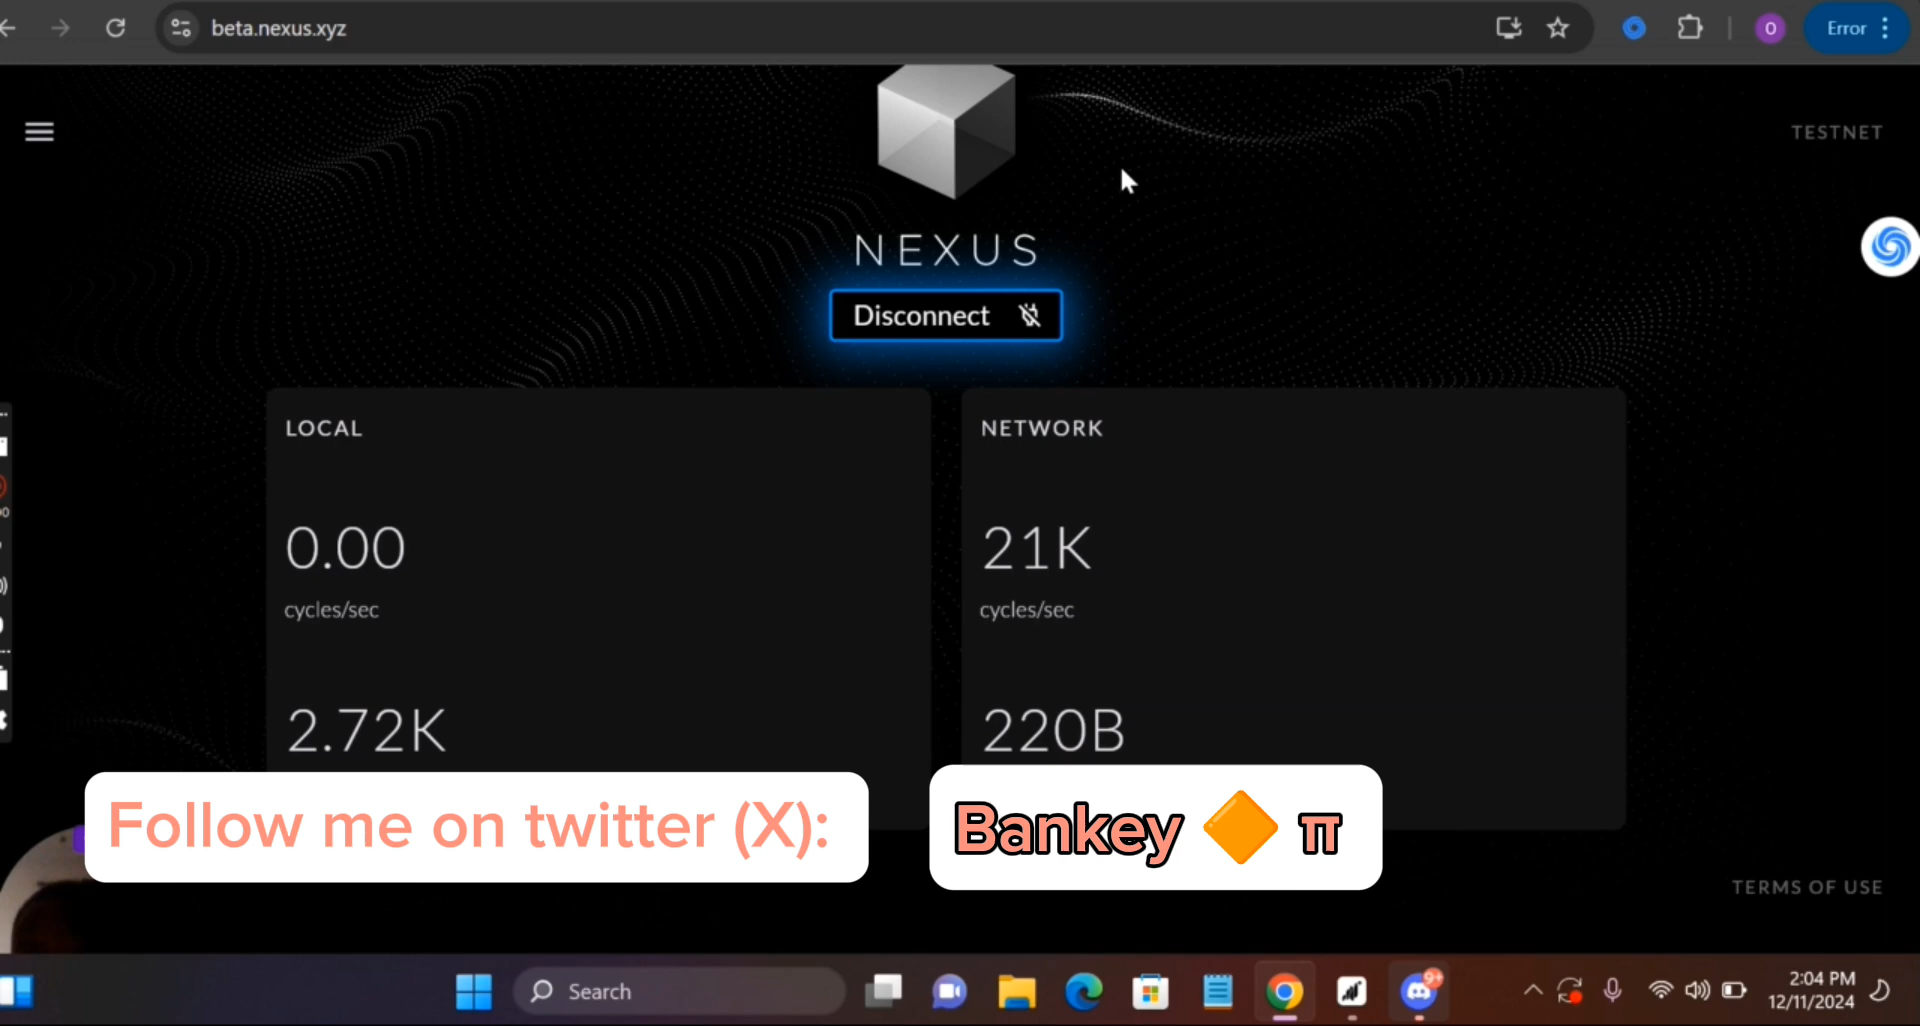 beta.nexus.xyz
O
Error
TESTNET
NEXUS
Disconnect
LOCAL
NETWORK
0.00
21K
cycles/sec
cycles/sec
2.72K
220B
Follow me on twitter (X):
Bankey 🔶 π
TERMS OF USE
Search
9+
2:04 PM
12/11/2024